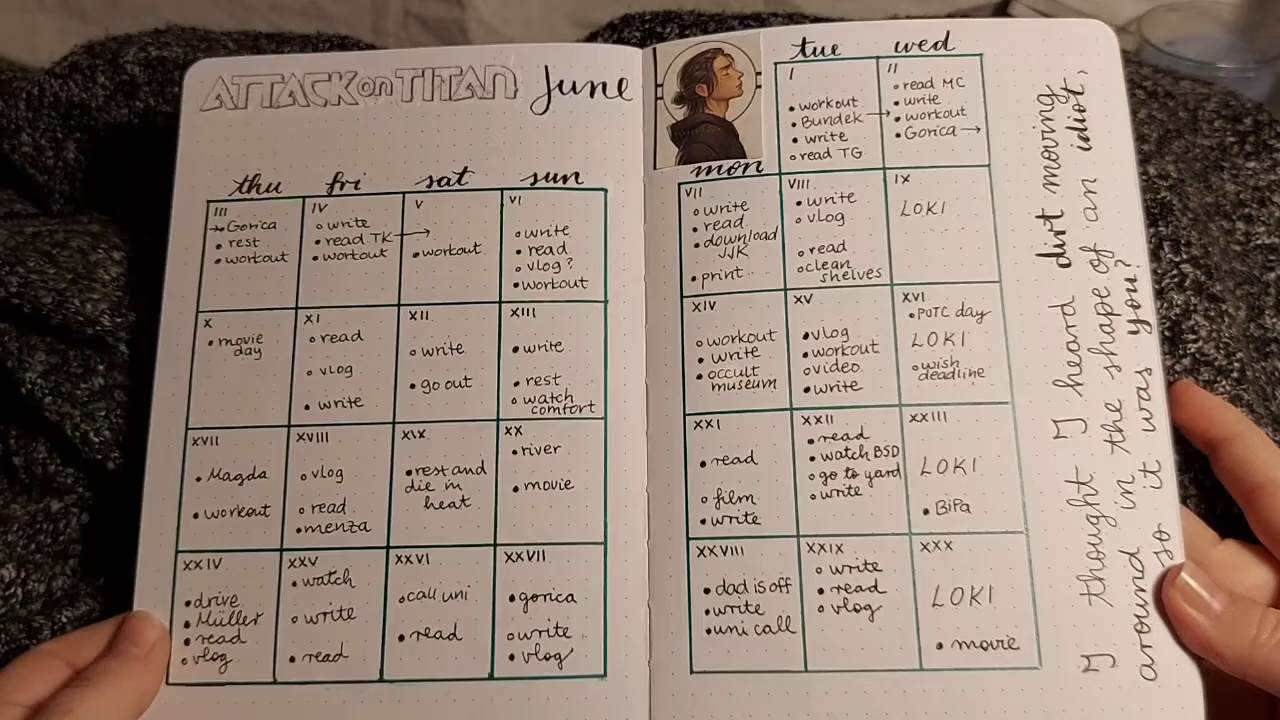 ATTACK on TITAN June
thu fri sat sun
III
→ Gorica
• rest
• workout
IV
◦ write
• read TK →
• workout
V
• workout
VI
◦ write
• read
◦ vlog?
• workout
X
• movie
day
XI
◦ read
◦ vlog
• write
XII
◦ write
• go out
XIII
• write
• rest
◦ watch
comfort
XVII
• Magda
• workout
XVIII
◦ vlog
◦ read
• menza
XIX
• rest and
die in
heat
XX
• river
• movie
XXIV
• drive
• Müller
• read
◦ vlog
XXV
• watch
◦ write
• read
XXVI
◦ call uni
• read
XXVII
• gorica
◦ write
• vlog
tue wed
mon
I
• workout
• Bundek →
• write
◦ read TG
II
◦ read MC
• write
• workout
• Gorica →
VII
◦ write
◦ read
• download
JJK
• print
VIII
• write
◦ vlog
◦ read
◦ clean
shelves
IX
LOKI
XIV
◦ workout
• write
• occult
museum
XV
• vlog
• workout
◦ video
• write
XVI
• POTC day
LOKI
◦ wish
deadline
XXI
• read
◦ film
• write
XXII
• read
• watch BSD
◦ go to yard
◦ write
XXIII
LOKI
• BiPa
XXVIII
• dad is off
• write
• uni call
XXIX
◦ write
• read
◦ vlog
XXX
LOKI
• movie
I thought I heard dirt moving
around in the shape of an idiot,
so it was you?